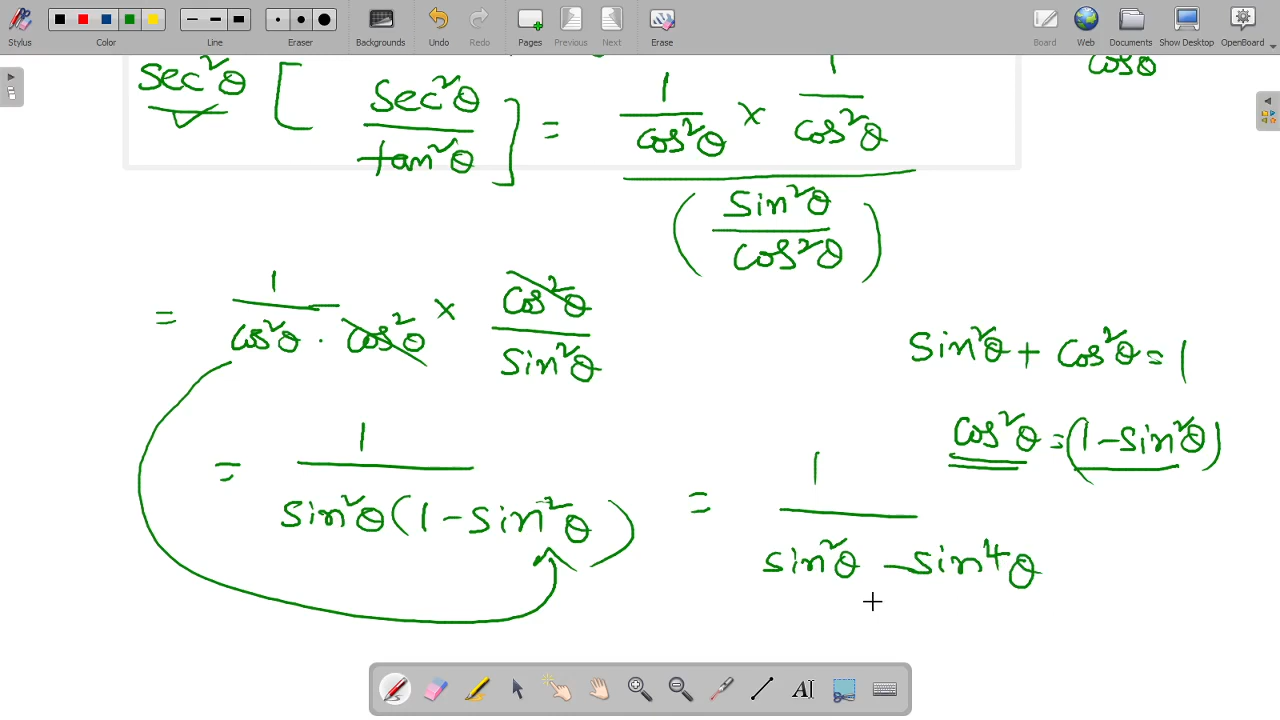 Stylus Color Line Eraser Backgrounds Undo Redo Pages Previous Next Erase Board Web Documents Show Desktop OpenBoard
cosθ
sec²θ [ sec²θ / tan²θ ] = (1/cos²θ × 1/cos²θ) / (sin²θ / cos²θ)
= 1 / (cos²θ · cos²θ) × cos²θ / sin²θ
sin²θ + cos²θ = 1
cos²θ = (1 - sin²θ)
= 1 / sin²θ(1 - sin²θ) = 1 / sin²θ - sin⁴θ